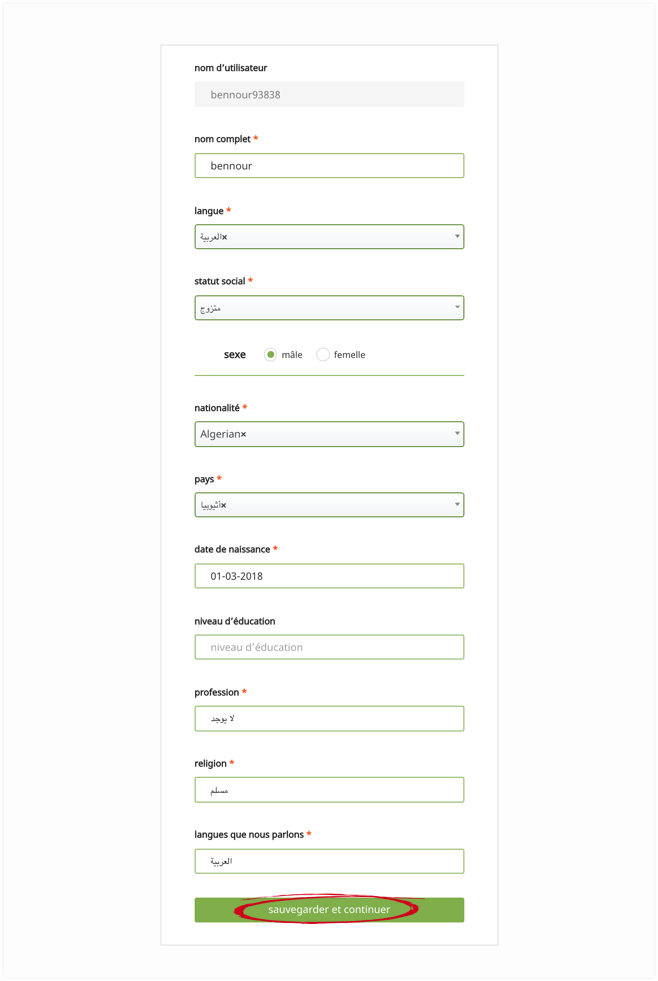 nom d’utilisateur
bennour93838
nom complet *
bennour
langue *
العربية×
statut social *
متزوج
sexe mâle femelle
nationalité *
Algerian×
pays *
أثيوبيا×
date de naissance *
01-03-2018
niveau d’éducation
niveau d’éducation
profession *
لا يوجد
religion *
مسلم
langues que nous parlons *
العربية
sauvegarder et continuer